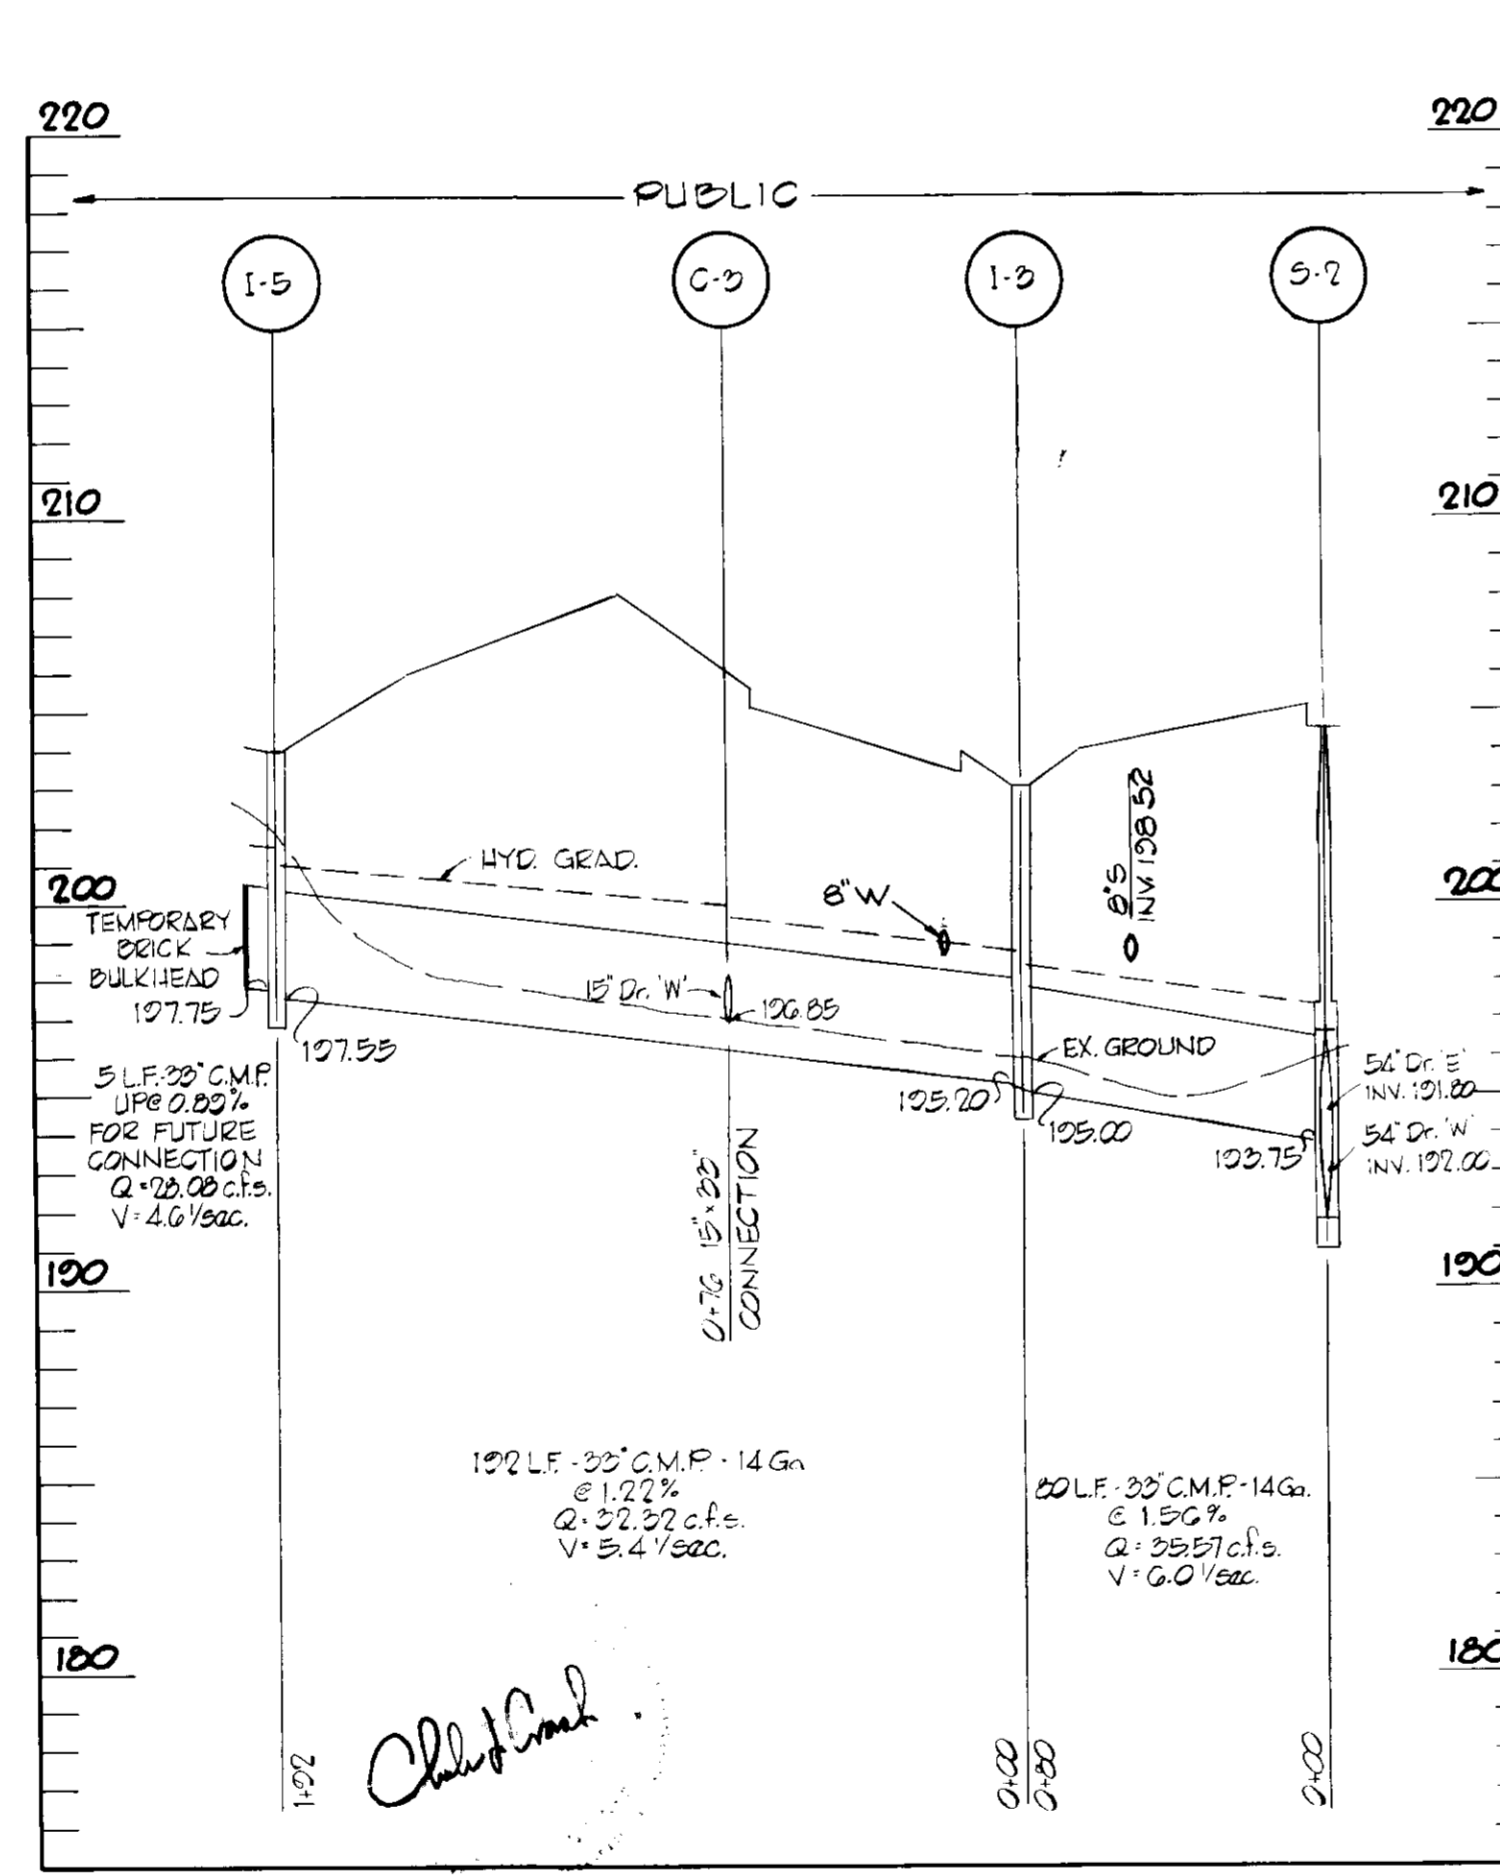 220
220
PUBLIC
I-5
C-3
I-3
S-2
210
210
HYD. GRAD.
8"W
8"S
INV. 198.52
200
200
TEMPORARY
BRICK
BULKHEAD
197.75
197.55
15" Dr. 'W'
196.85
EX. GROUND
195.20
195.00
193.75
54" Dr. 'E'
INV. 191.80
54" Dr. 'W'
INV. 192.00
5 L.F.-33" C.M.P.
UP@ 0.89%
FOR FUTURE
CONNECTION
Q=28.08 c.f.s.
V=4.6'/sec.
0+76 15"x33"
CONNECTION
190
190
192 L.F.-33" C.M.P.-14 Ga
@ 1.22%
Q=32.32 c.f.s.
V=5.4'/sec.
80 L.F.-33" C.M.P.-14 Ga.
@ 1.56%
Q=35.57 c.f.s.
V=6.0'/sec.
180
180
1+92
0+00
0+80
0+00